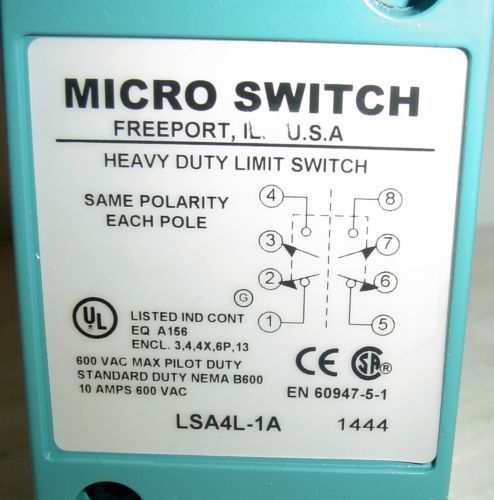 MICRO SWITCH
FREEPORT, IL. U.S.A
HEAVY DUTY LIMIT SWITCH
SAME POLARITY
EACH POLE
4 8
3 7
2 6
1 5
G
UL
LISTED IND CONT
EQ A156
ENCL. 3,4,4X,6P,13
600 VAC MAX PILOT DUTY
STANDARD DUTY NEMA B600
10 AMPS 600 VAC
CE SA ®
EN 60947-5-1
LSA4L-1A 1444